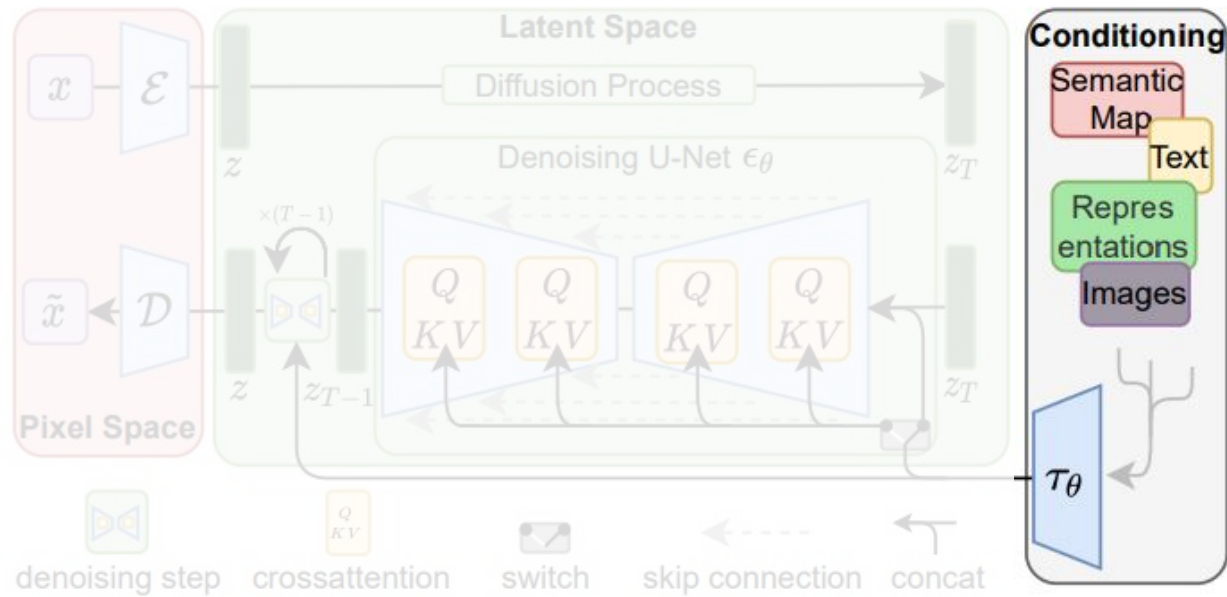 Latent Space
Conditioning
x
ℰ
Diffusion Process
Semantic
Map
z
Denoising U-Net ϵθ
zT
Text
×(T − 1)
Repres
entations
Q
Q
Q
Q
KV
KV
KV
KV
Images
x̃
𝒟
z
zT−1
zT
Pixel Space
τθ
Q
KV
denoising step
crossattention
switch
skip connection
concat